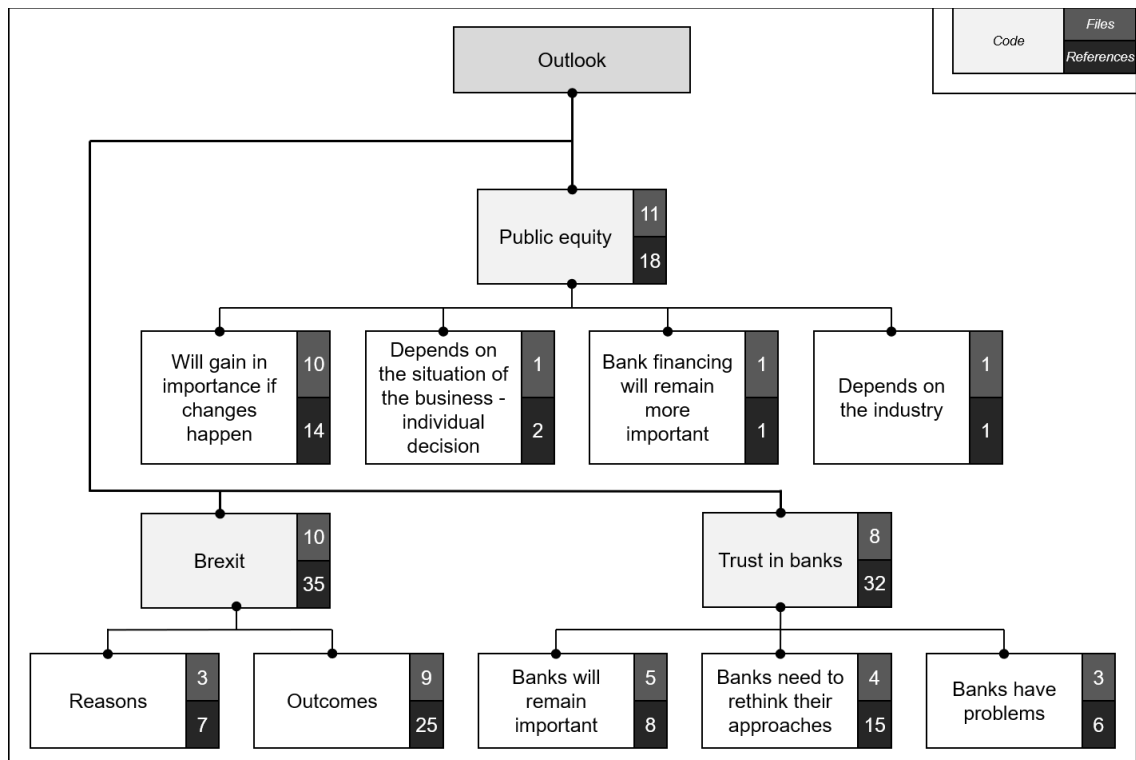 Code
Files
References
Outlook
Public equity
11
18
Will gain in
importance if
changes
happen
10
14
Depends on
the situation of
the business -
individual
decision
1
2
Bank financing
will remain
more
important
1
1
Depends on
the industry
1
1
Brexit
10
35
Trust in banks
8
32
Reasons
3
7
Outcomes
9
25
Banks will
remain
important
5
8
Banks need to
rethink their
approaches
4
15
Banks have
problems
3
6